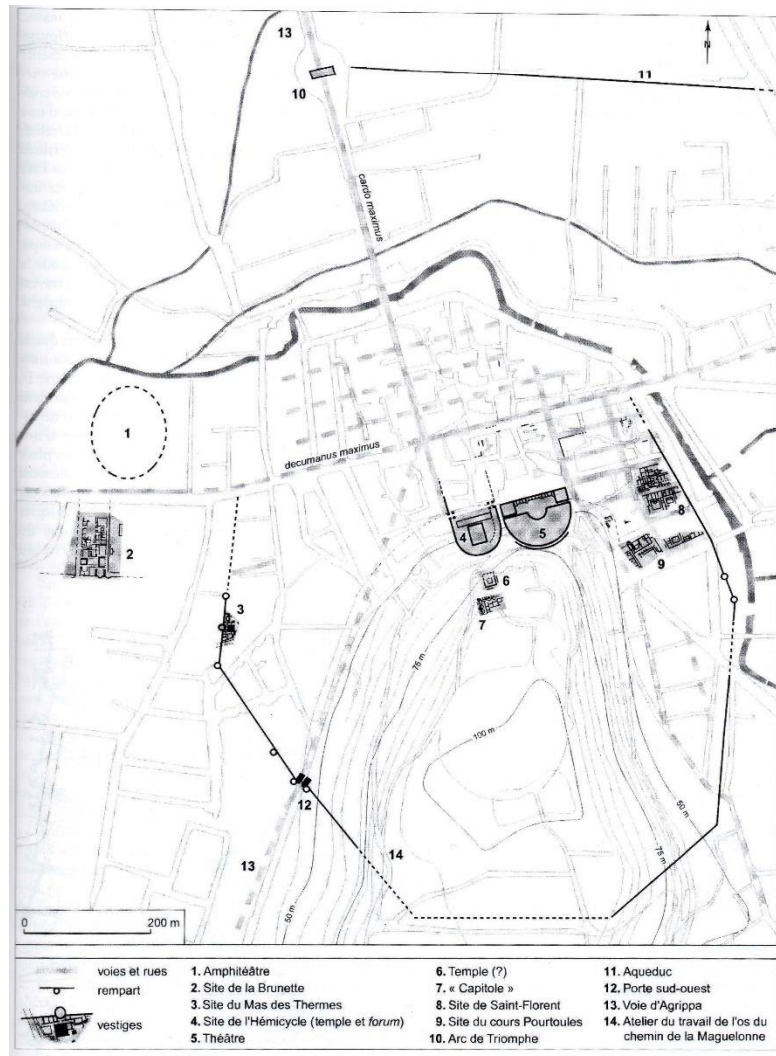 13
N
10
11
cardo maximus
1
decumanus maximus
2
3
4
5
6
7
8
9
75 m
100 m
50 m
75 m
12
13
14
50 m
0 200 m
voies et rues
rempart
vestiges
1. Amphitéâtre
2. Site de la Brunette
3. Site du Mas des Thermes
4. Site de l'Hémicycle (temple et forum)
5. Théâtre
6. Temple (?)
7. « Capitole »
8. Site de Saint-Florent
9. Site du cours Pourtoules
10. Arc de Triomphe
11. Aqueduc
12. Porte sud-ouest
13. Voie d'Agrippa
14. Atelier du travail de l'os du
chemin de la Maguelonne